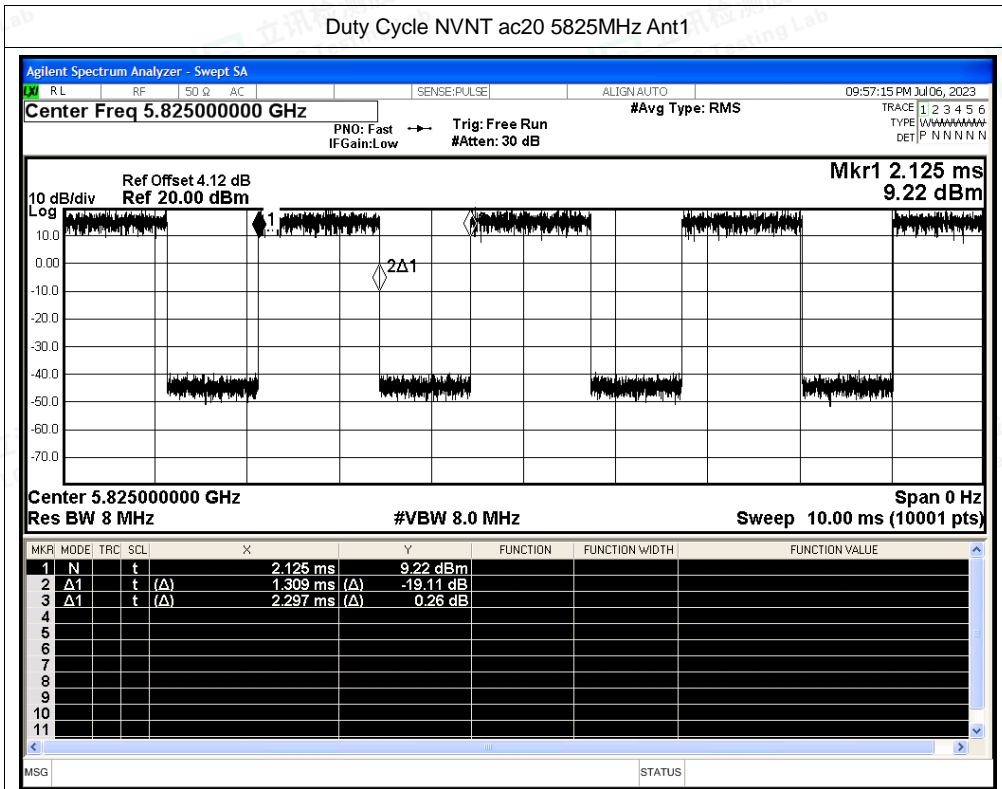 Duty Cycle NVNT ac20 5825MHz Ant1
Agilent Spectrum Analyzer - Swept SA
LXI RL RF 50 Ω AC SENSE:PULSE ALIGN AUTO 09:57:15 PM Jul 06, 2023
Center Freq 5.825000000 GHz #Avg Type: RMS TRACE 1 2 3 4 5 6
PNO: Fast Trig: Free Run TYPE WWWWWW
IFGain:Low #Atten: 30 dB DET P N N N N N
Mkr1 2.125 ms
9.22 dBm
Ref Offset 4.12 dB
10 dB/div Ref 20.00 dBm
Log
1
10.0
0.00
2Δ1
-10.0
-20.0
-30.0
-40.0
-50.0
-60.0
-70.0
Center 5.825000000 GHz Span 0 Hz
Res BW 8 MHz #VBW 8.0 MHz Sweep 10.00 ms (10001 pts)
MKR MODE TRC SCL X Y FUNCTION FUNCTION WIDTH FUNCTION VALUE
1 N t 2.125 ms 9.22 dBm
2 Δ1 t (Δ) 1.309 ms (Δ) -19.11 dB
3 Δ1 t (Δ) 2.297 ms (Δ) 0.26 dB
4
5
6
7
8
9
10
11
MSG STATUS